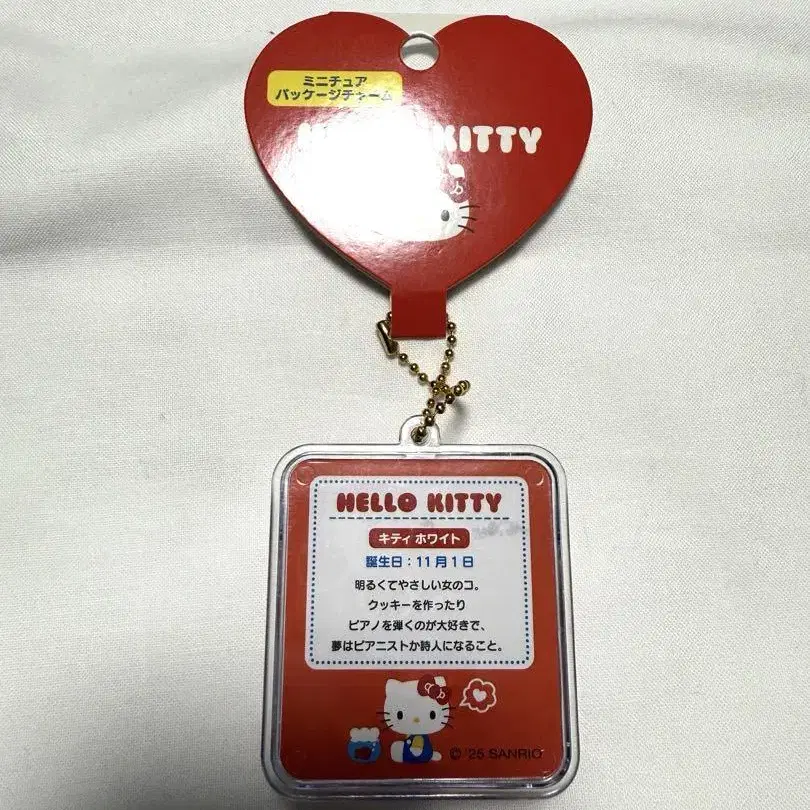 ミニチュア
パッケージチャーム
HELLO KITTY
HELLO KITTY
キティ ホワイト
誕生日：11月1日
明るくてやさしい女のコ。
クッキーを作ったり
ピアノを弾くのが大好きで、
夢はピアニストか詩人になること。
© '25 SANRIO